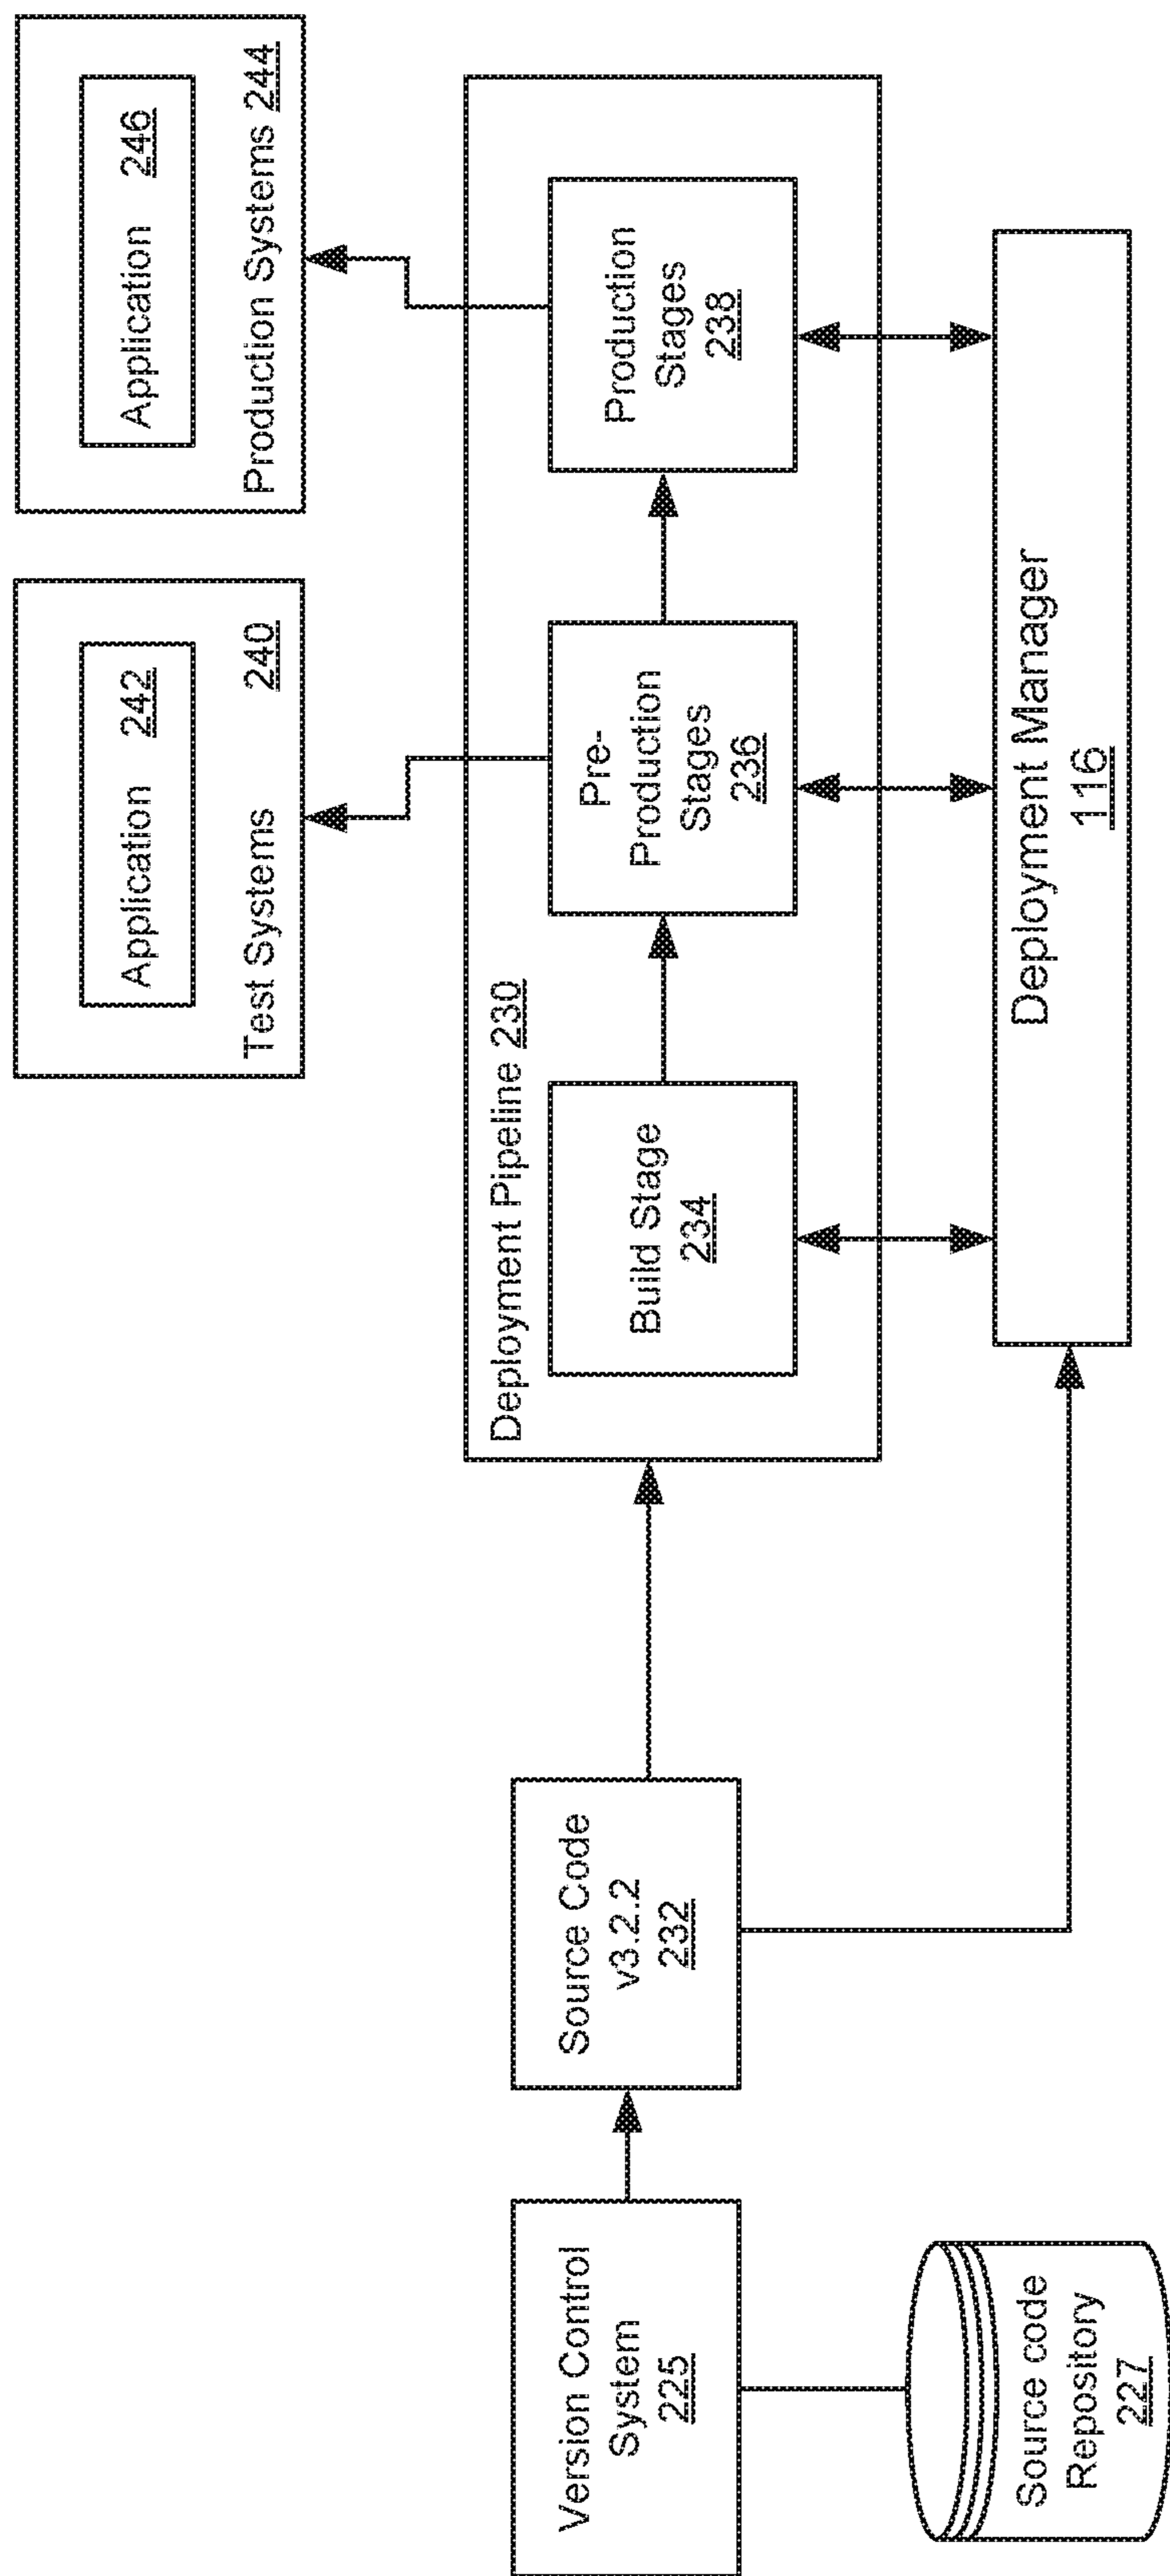 Application 242
Test Systems 240
Application 246
Production Systems 244
Deployment Pipeline 230
Version Control
System
225
Source Code
v3.2.2
232
Build Stage
234
Pre-
Production
Stages
236
Production
Stages
238
Source code
Repository
227
Deployment Manager
116